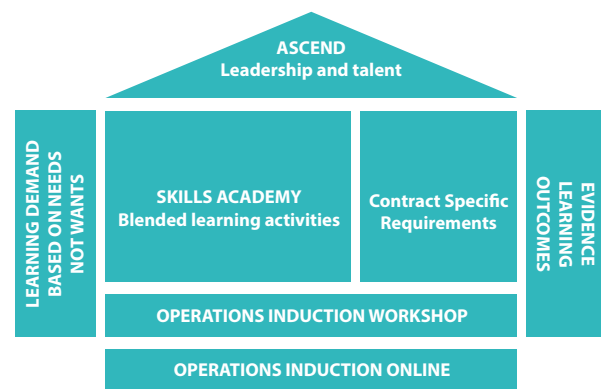 ASCEND
Leadership and talent
LEARNING DEMAND
BASED ON NEEDS
NOT WANTS
SKILLS ACADEMY
Blended learning activities
Contract Specific
Requirements
EVIDENCE
LEARNING
OUTCOMES
OPERATIONS INDUCTION WORKSHOP
OPERATIONS INDUCTION ONLINE